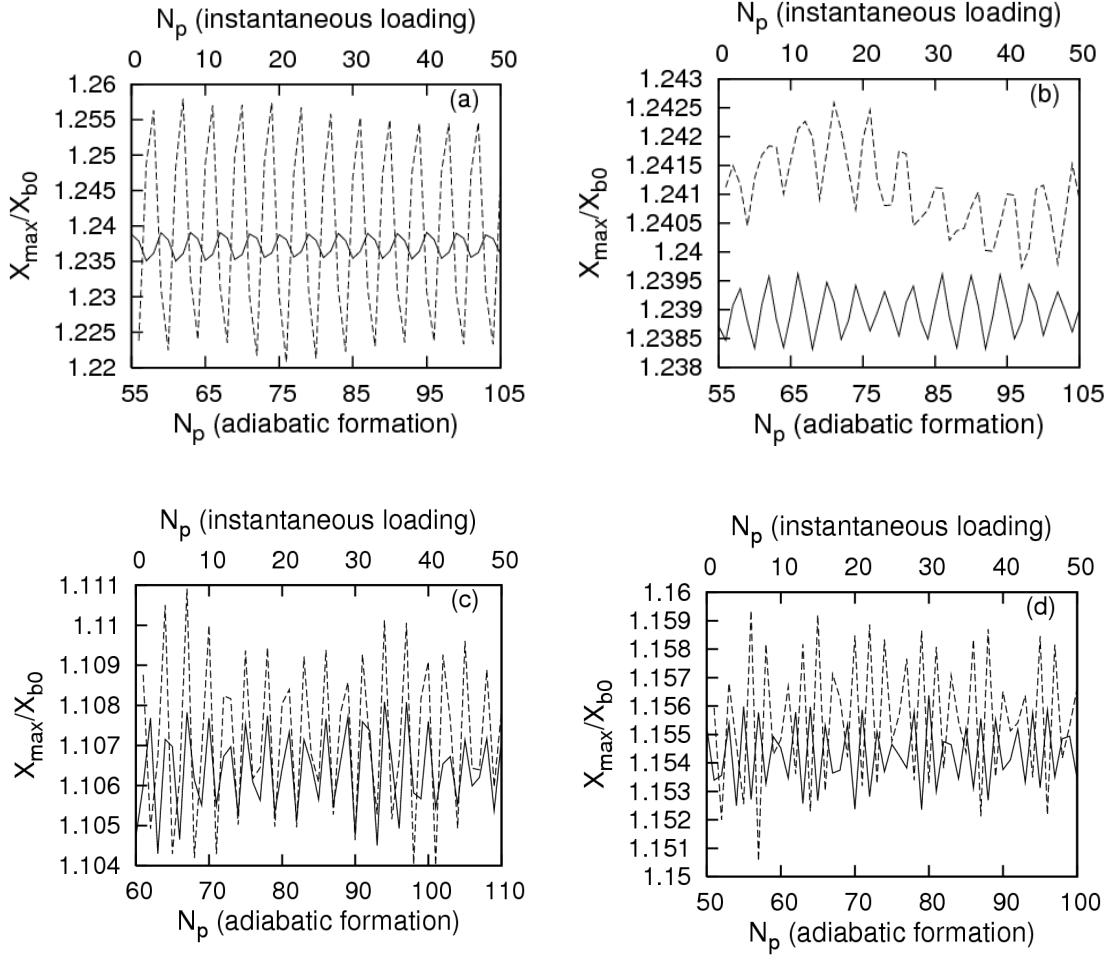 N_p (instantaneous loading)
0 10 20 30 40 50
(a)
1.26
1.255
1.25
1.245
1.24
1.235
1.23
1.225
1.22
X_max/X_b0
55 65 75 85 95 105
N_p (adiabatic formation)
N_p (instantaneous loading)
0 10 20 30 40 50
(b)
1.243
1.2425
1.242
1.2415
1.241
1.2405
1.24
1.2395
1.239
1.2385
1.238
X_max/X_b0
55 65 75 85 95 105
N_p (adiabatic formation)
N_p (instantaneous loading)
0 10 20 30 40 50
(c)
1.111
1.11
1.109
1.108
1.107
1.106
1.105
1.104
X_max/X_b0
60 70 80 90 100 110
N_p (adiabatic formation)
N_p (instantaneous loading)
0 10 20 30 40 50
(d)
1.16
1.159
1.158
1.157
1.156
1.155
1.154
1.153
1.152
1.151
1.15
X_max/X_b0
50 60 70 80 90 100
N_p (adiabatic formation)